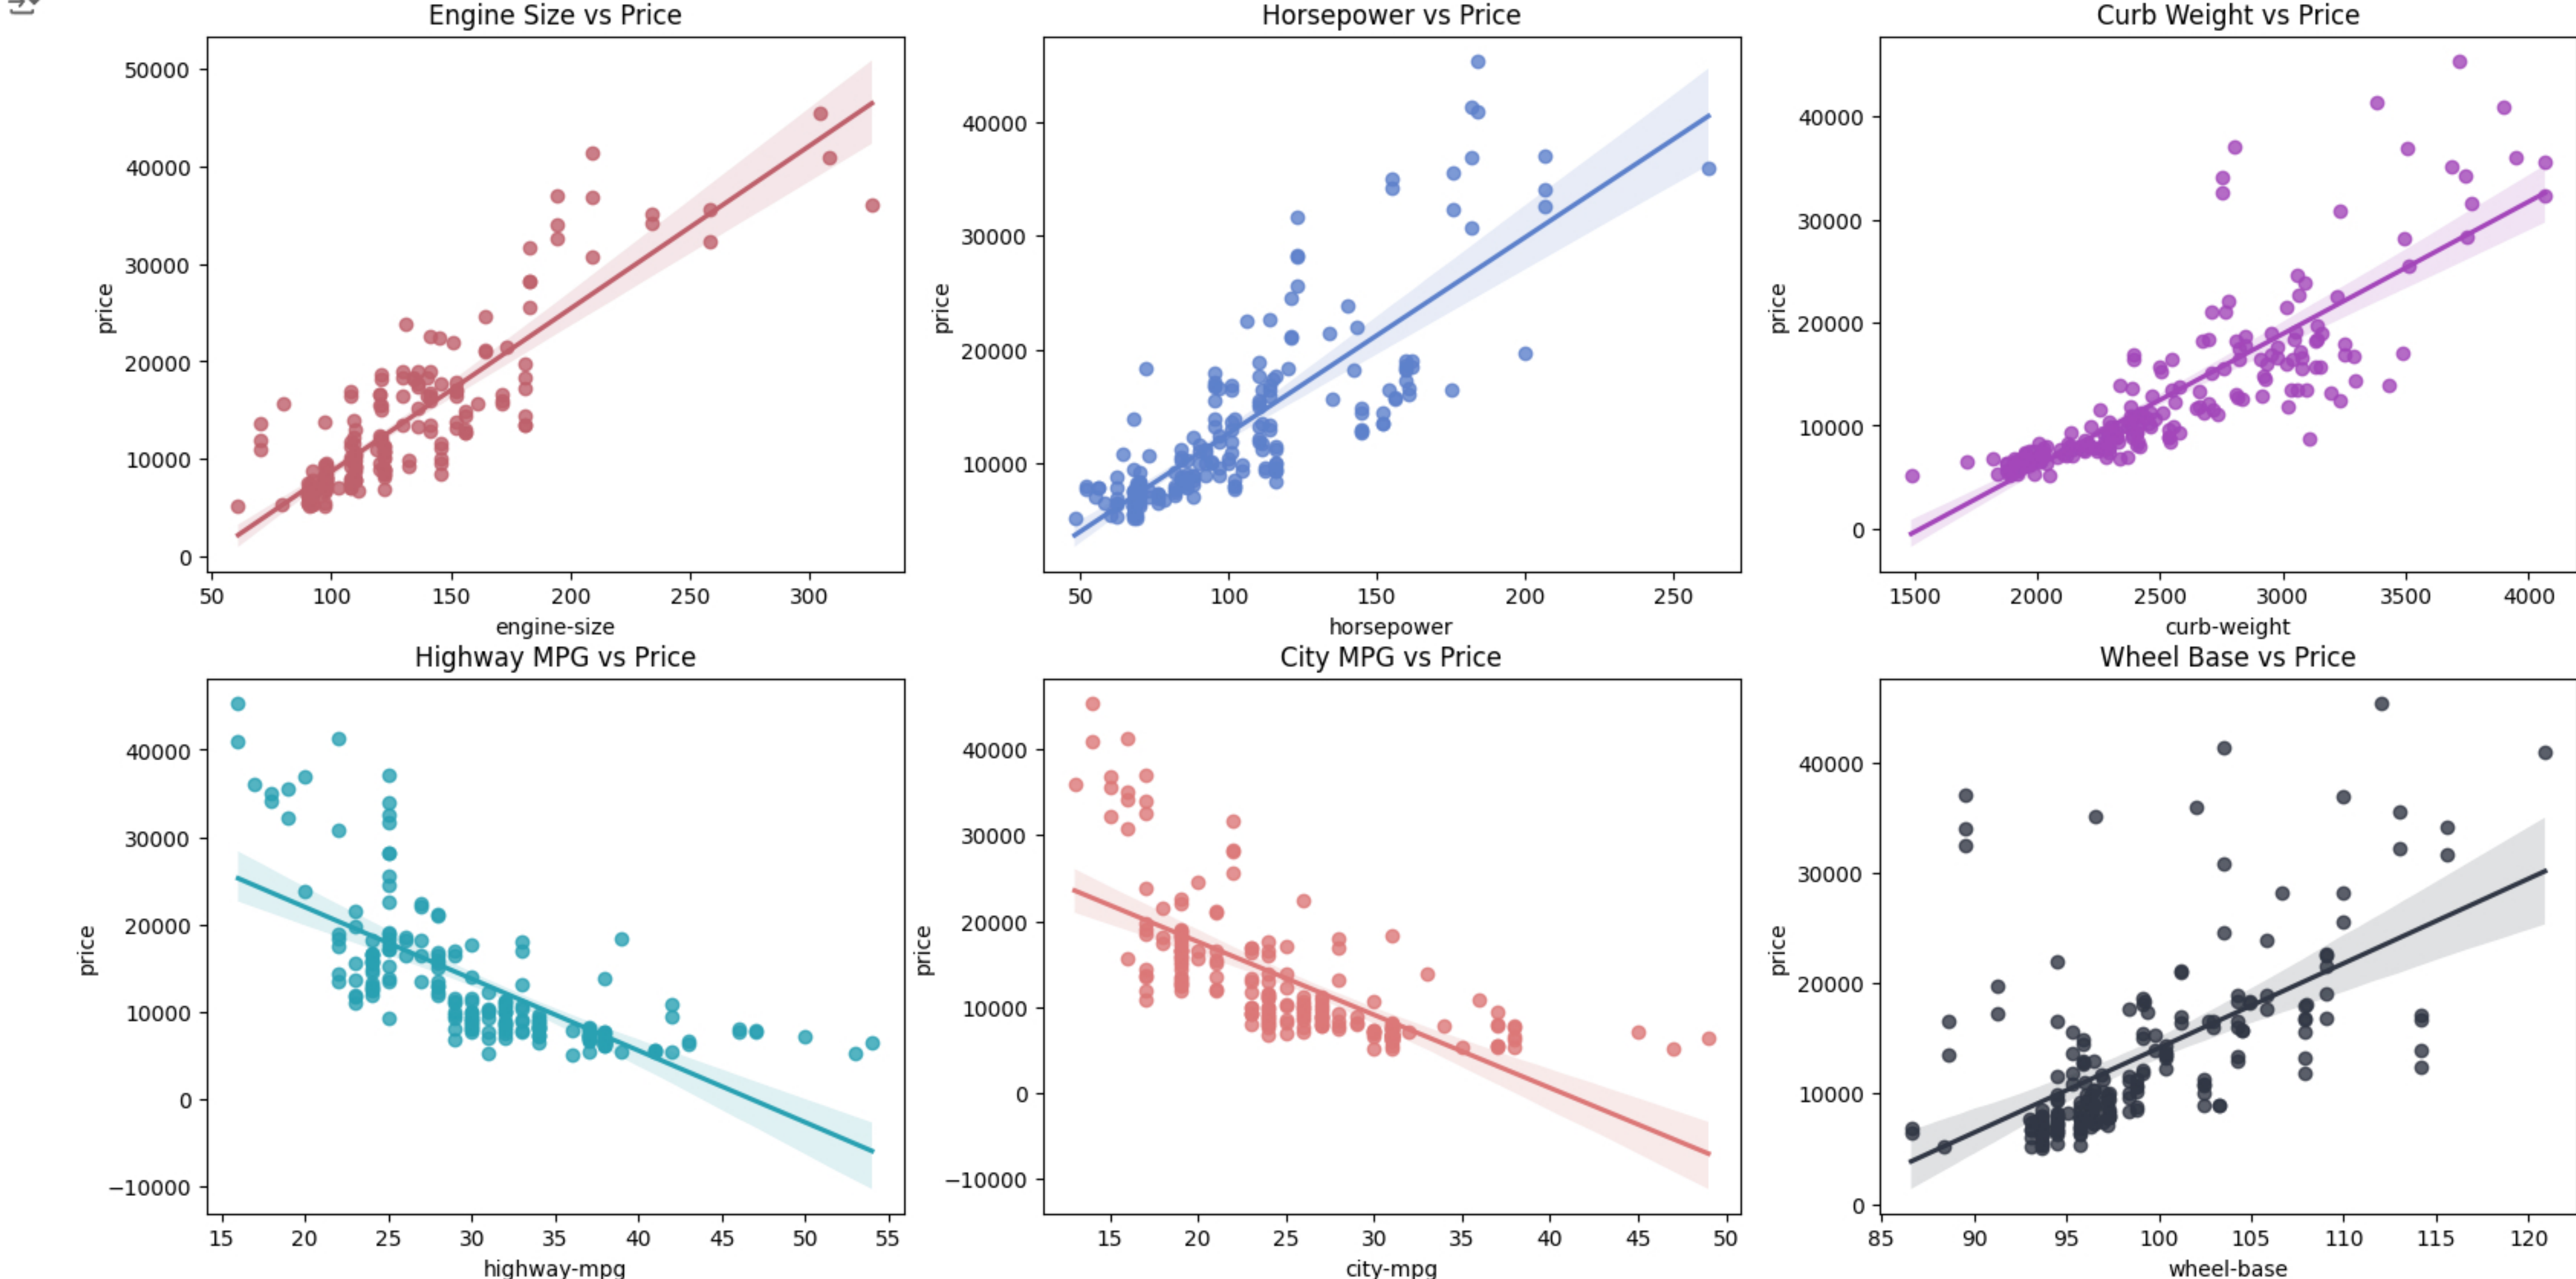 Engine Size vs Price
50000
40000
30000
20000
10000
0
price
50 100 150 200 250 300
engine-size
Horsepower vs Price
40000
30000
20000
10000
price
50 100 150 200 250
horsepower
Curb Weight vs Price
40000
30000
20000
10000
0
price
1500 2000 2500 3000 3500 4000
curb-weight
Highway MPG vs Price
40000
30000
20000
10000
0
−10000
price
15 20 25 30 35 40 45 50 55
highway-mpg
City MPG vs Price
40000
30000
20000
10000
0
−10000
price
15 20 25 30 35 40 45 50
city-mpg
Wheel Base vs Price
40000
30000
20000
10000
0
price
85 90 95 100 105 110 115 120
wheel-base